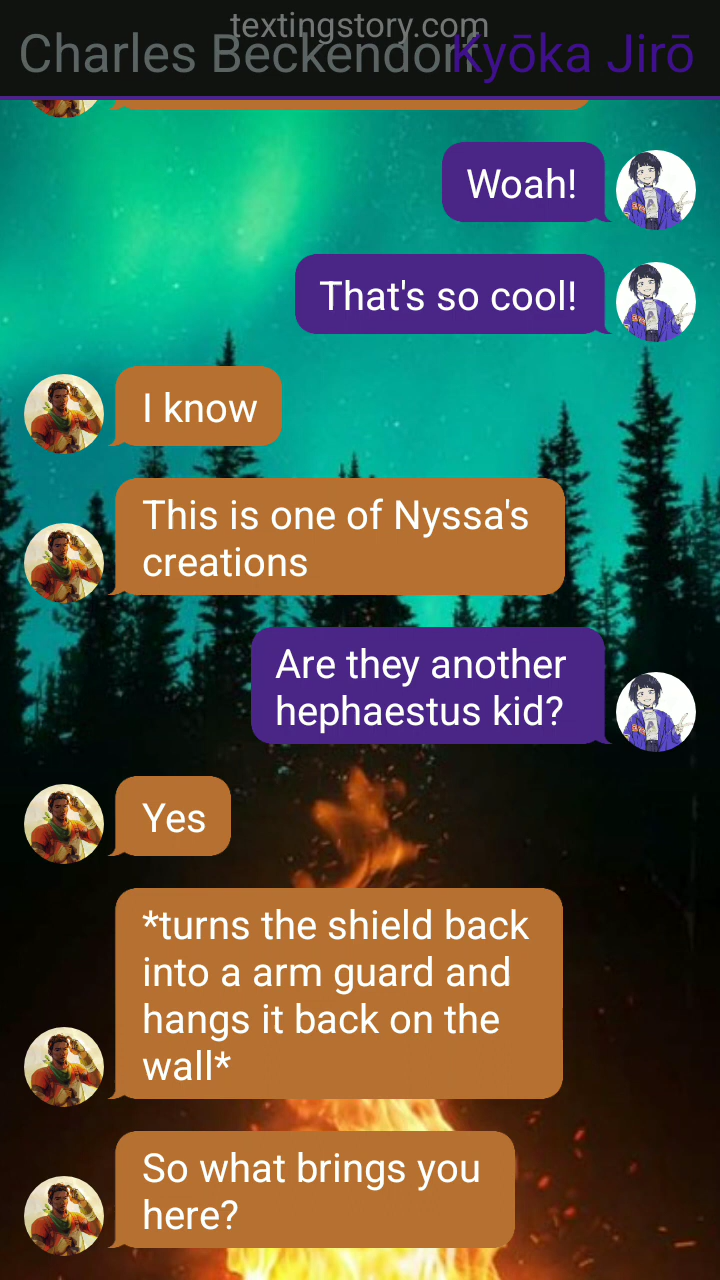 textingstory.com
Charles Beckendorf
Kyōka Jirō
Woah!
That's so cool!
I know
This is one of Nyssa's
creations
Are they another
hephaestus kid?
Yes
*turns the shield back
into a arm guard and
hangs it back on the
wall*
So what brings you
here?